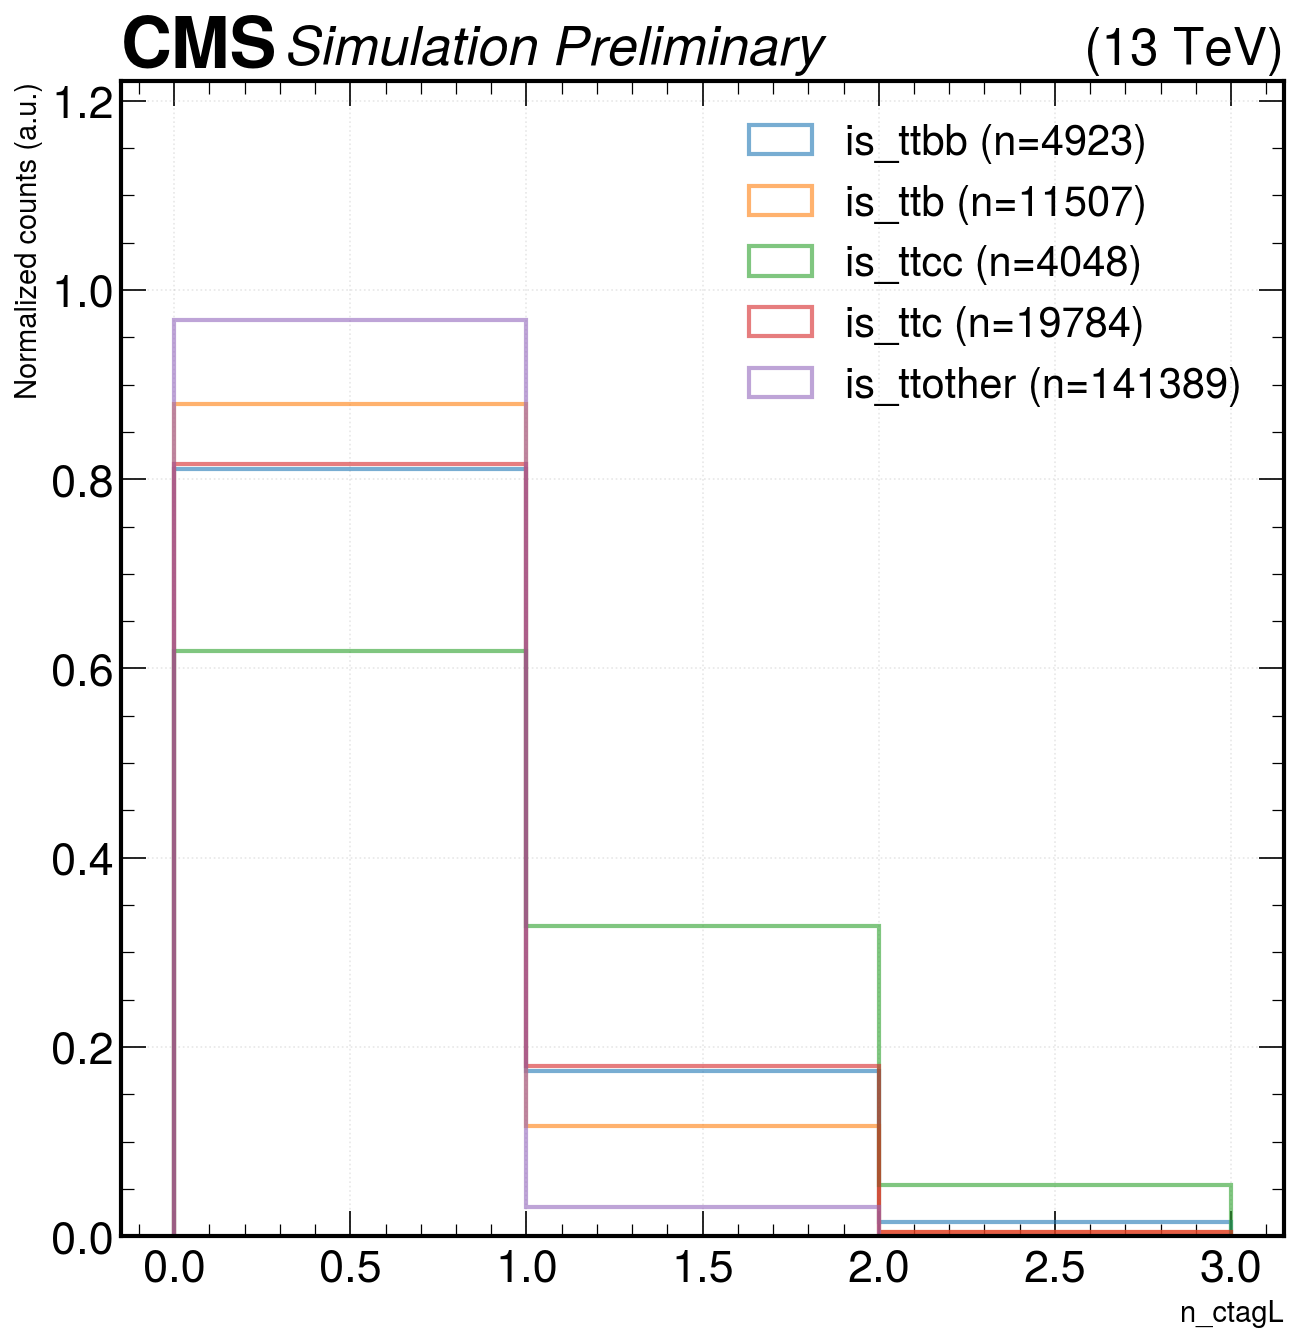 CMS Simulation Preliminary (13 TeV)
Normalized counts (a.u.)
1.2
1.0
0.8
0.6
0.4
0.2
0.0
is_ttbb (n=4923)
is_ttb (n=11507)
is_ttcc (n=4048)
is_ttc (n=19784)
is_ttother (n=141389)
0.0 0.5 1.0 1.5 2.0 2.5 3.0
n_ctagL